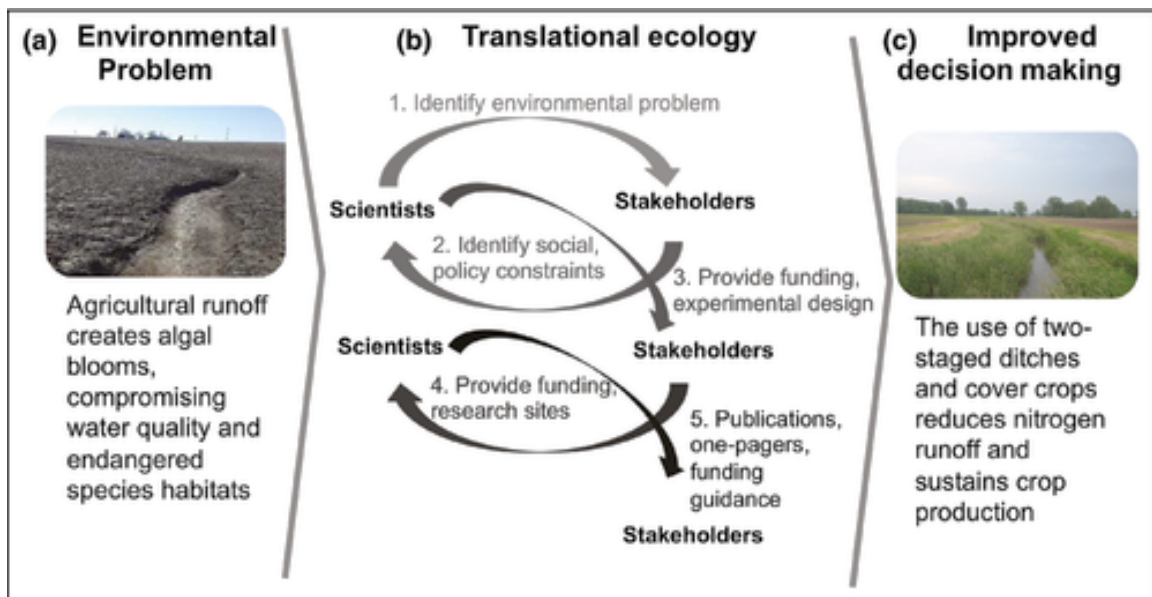 (a) Environmental
Problem
Agricultural runoff
creates algal
blooms,
compromising
water quality and
endangered
species habitats
(b) Translational ecology
1. Identify environmental problem
Scientists
Stakeholders
2. Identify social,
policy constraints
3. Provide funding,
experimental design
Scientists
Stakeholders
4. Provide funding,
research sites
5. Publications,
one-pagers,
funding
guidance
Stakeholders
(c) Improved
decision making
The use of two-
staged ditches
and cover crops
reduces nitrogen
runoff and
sustains crop
production